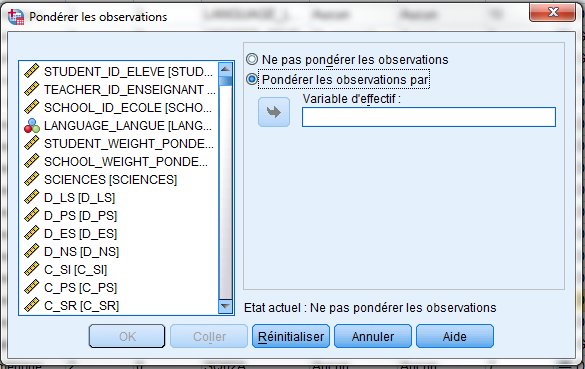 Pondérer les observations
STUDENT_ID_ELEVE [STUD...
TEACHER_ID_ENSEIGNANT
SCHOOL_ID_ECOLE [SCHO...
LANGUAGE_LANGUE [LANG...
STUDENT_WEIGHT_PONDE...
SCHOOL_WEIGHT_PONDE...
SCIENCES [SCIENCES]
D_LS [D_LS]
D_PS [D_PS]
D_ES [D_ES]
D_NS [D_NS]
C_SI [C_SI]
C_PS [C_PS]
C_SR [C_SR]
Ne pas pondérer les observations
Pondérer les observations par
Variable d'effectif :
Etat actuel : Ne pas pondérer les observations
OK Coller Réinitialiser Annuler Aide